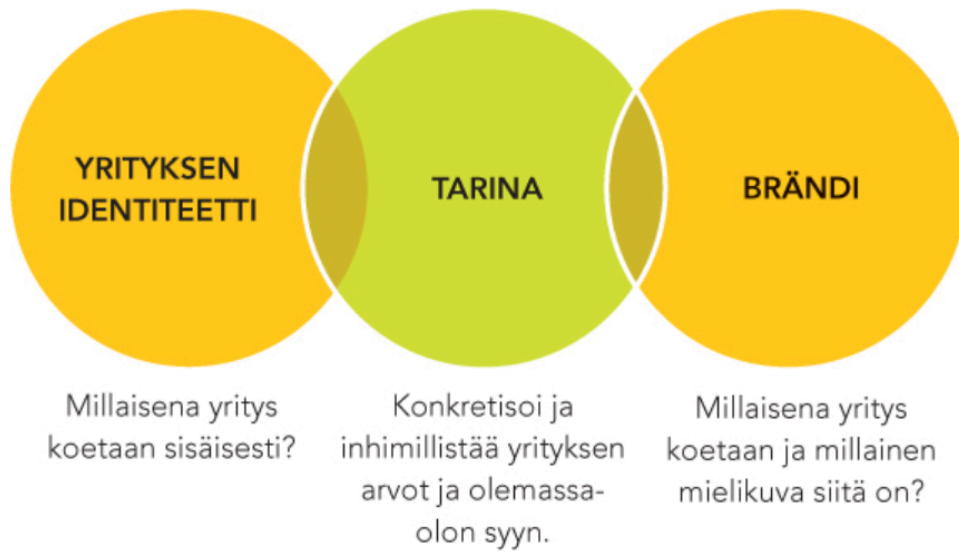 YRITYKSEN
IDENTITEETTI
TARINA
BRÄNDI
Millaisena yritys
koetaan sisäisesti?
Konkretisoi ja
inhimillistää yrityksen
arvot ja olemassa-
olon syyn.
Millaisena yritys
koetaan ja millainen
mielikuva siitä on?